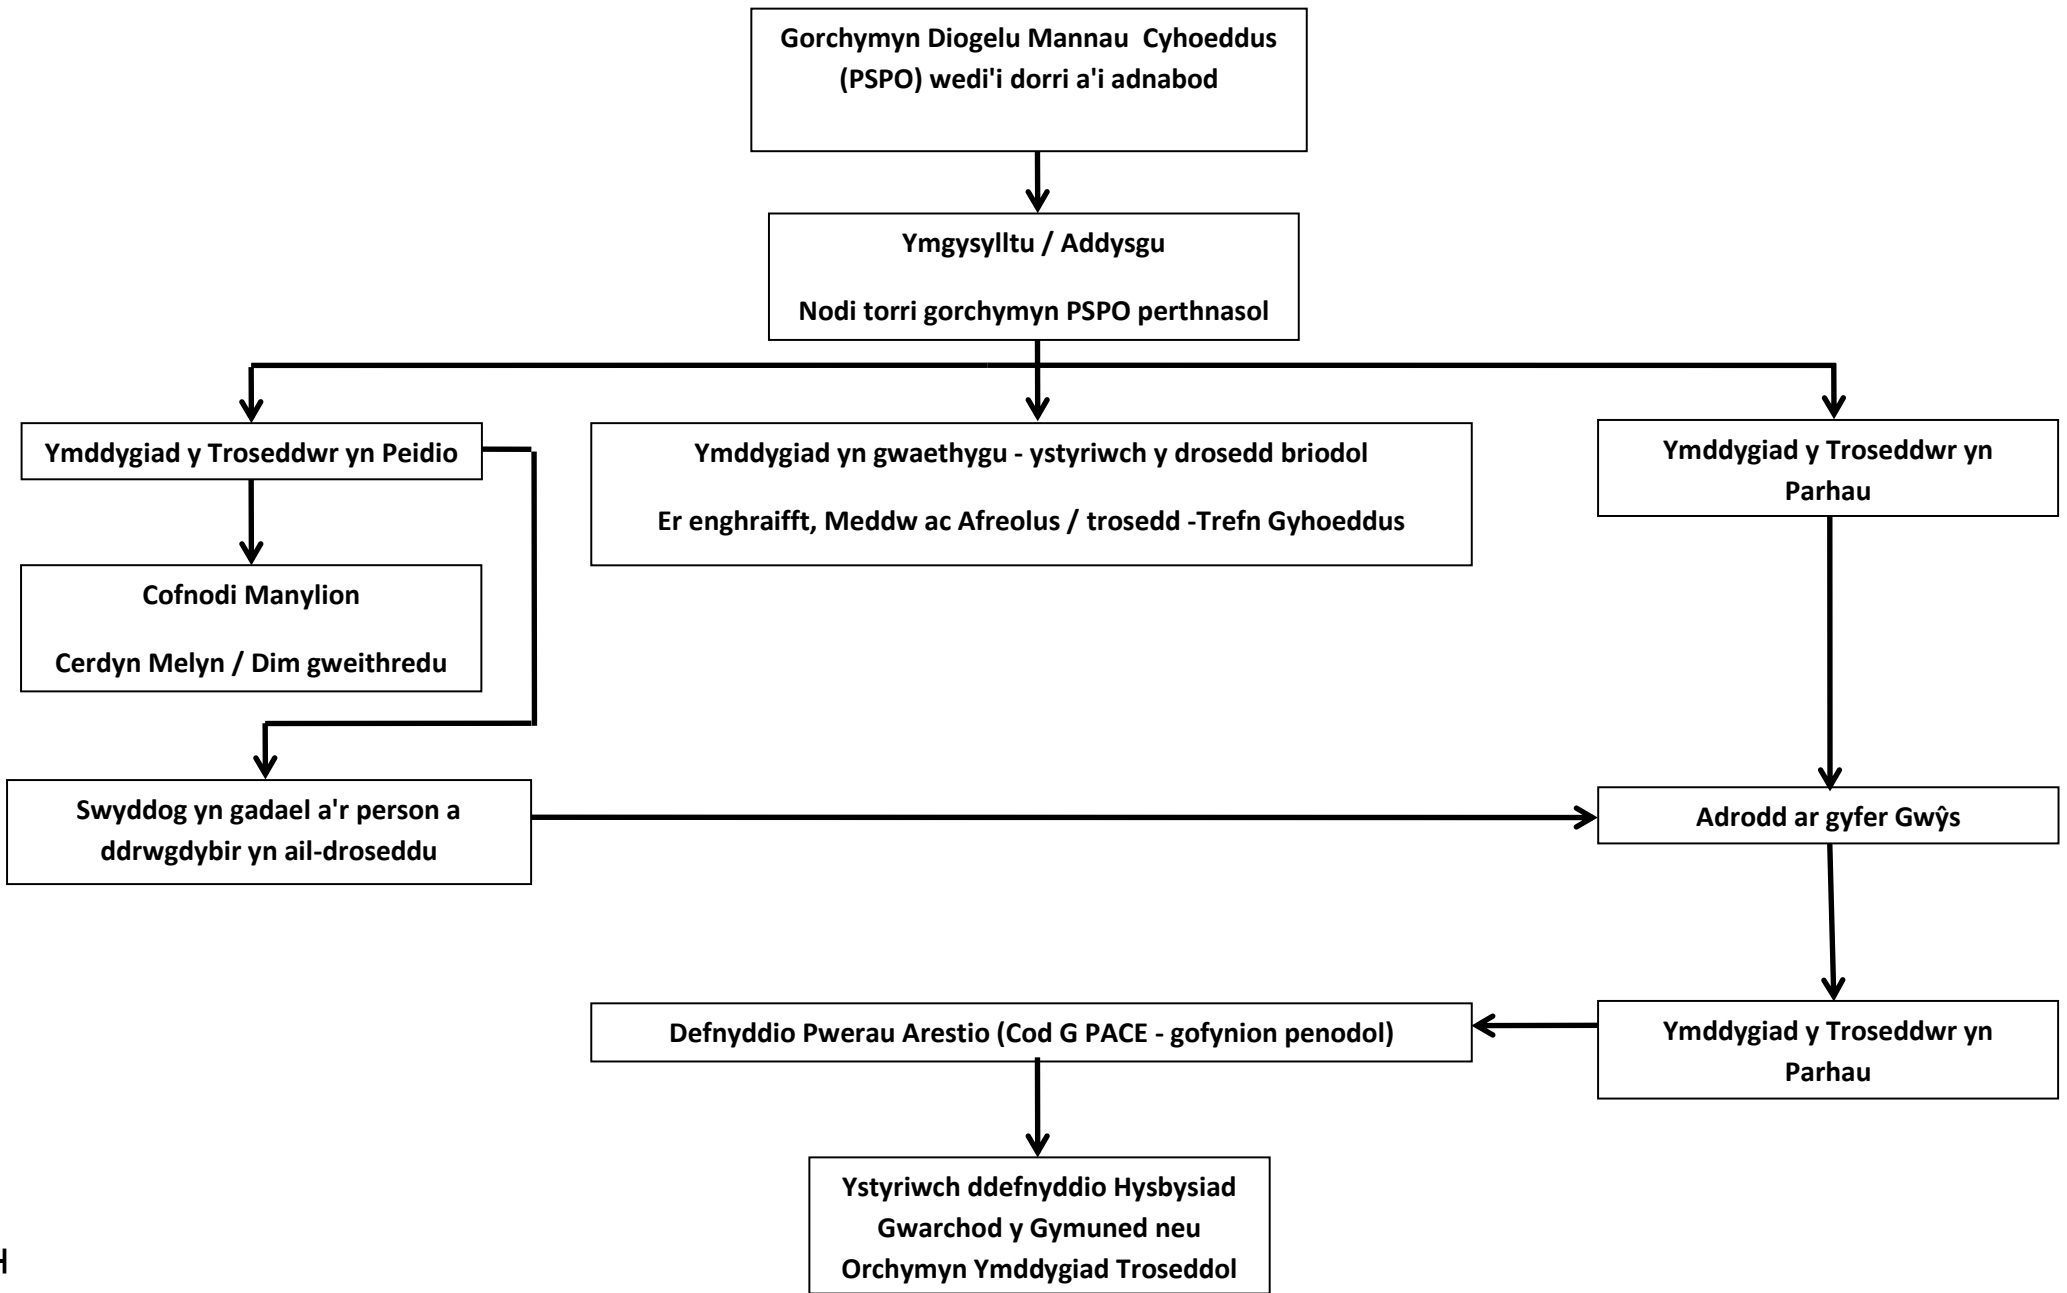 Gorchymyn Diogelu Mannau Cyhoeddus
(PSPO) wedi'i dorri a'i adnabod
Ymgysylltu / Addysgu
Nodi torri gorchymyn PSPO perthnasol
Ymddygiad y Troseddwr yn Peidio
Ymddygiad yn gwaethygu - ystyriwch y drosedd briodol
Er enghraifft, Meddw ac Afreolus / trosedd -Trefn Gyhoeddus
Ymddygiad y Troseddwr yn
Parhau
Cofnodi Manylion
Cerdyn Melyn / Dim gweithredu
Swyddog yn gadael a'r person a
ddrwgdybir yn ail-droseddu
Adrodd ar gyfer Gwŷs
Defnyddio Pwerau Arestio (Cod G PACE - gofynion penodol)
Ymddygiad y Troseddwr yn
Parhau
Ystyriwch ddefnyddio Hysbysiad
Gwarchod y Gymuned neu
Orchymyn Ymddygiad Troseddol